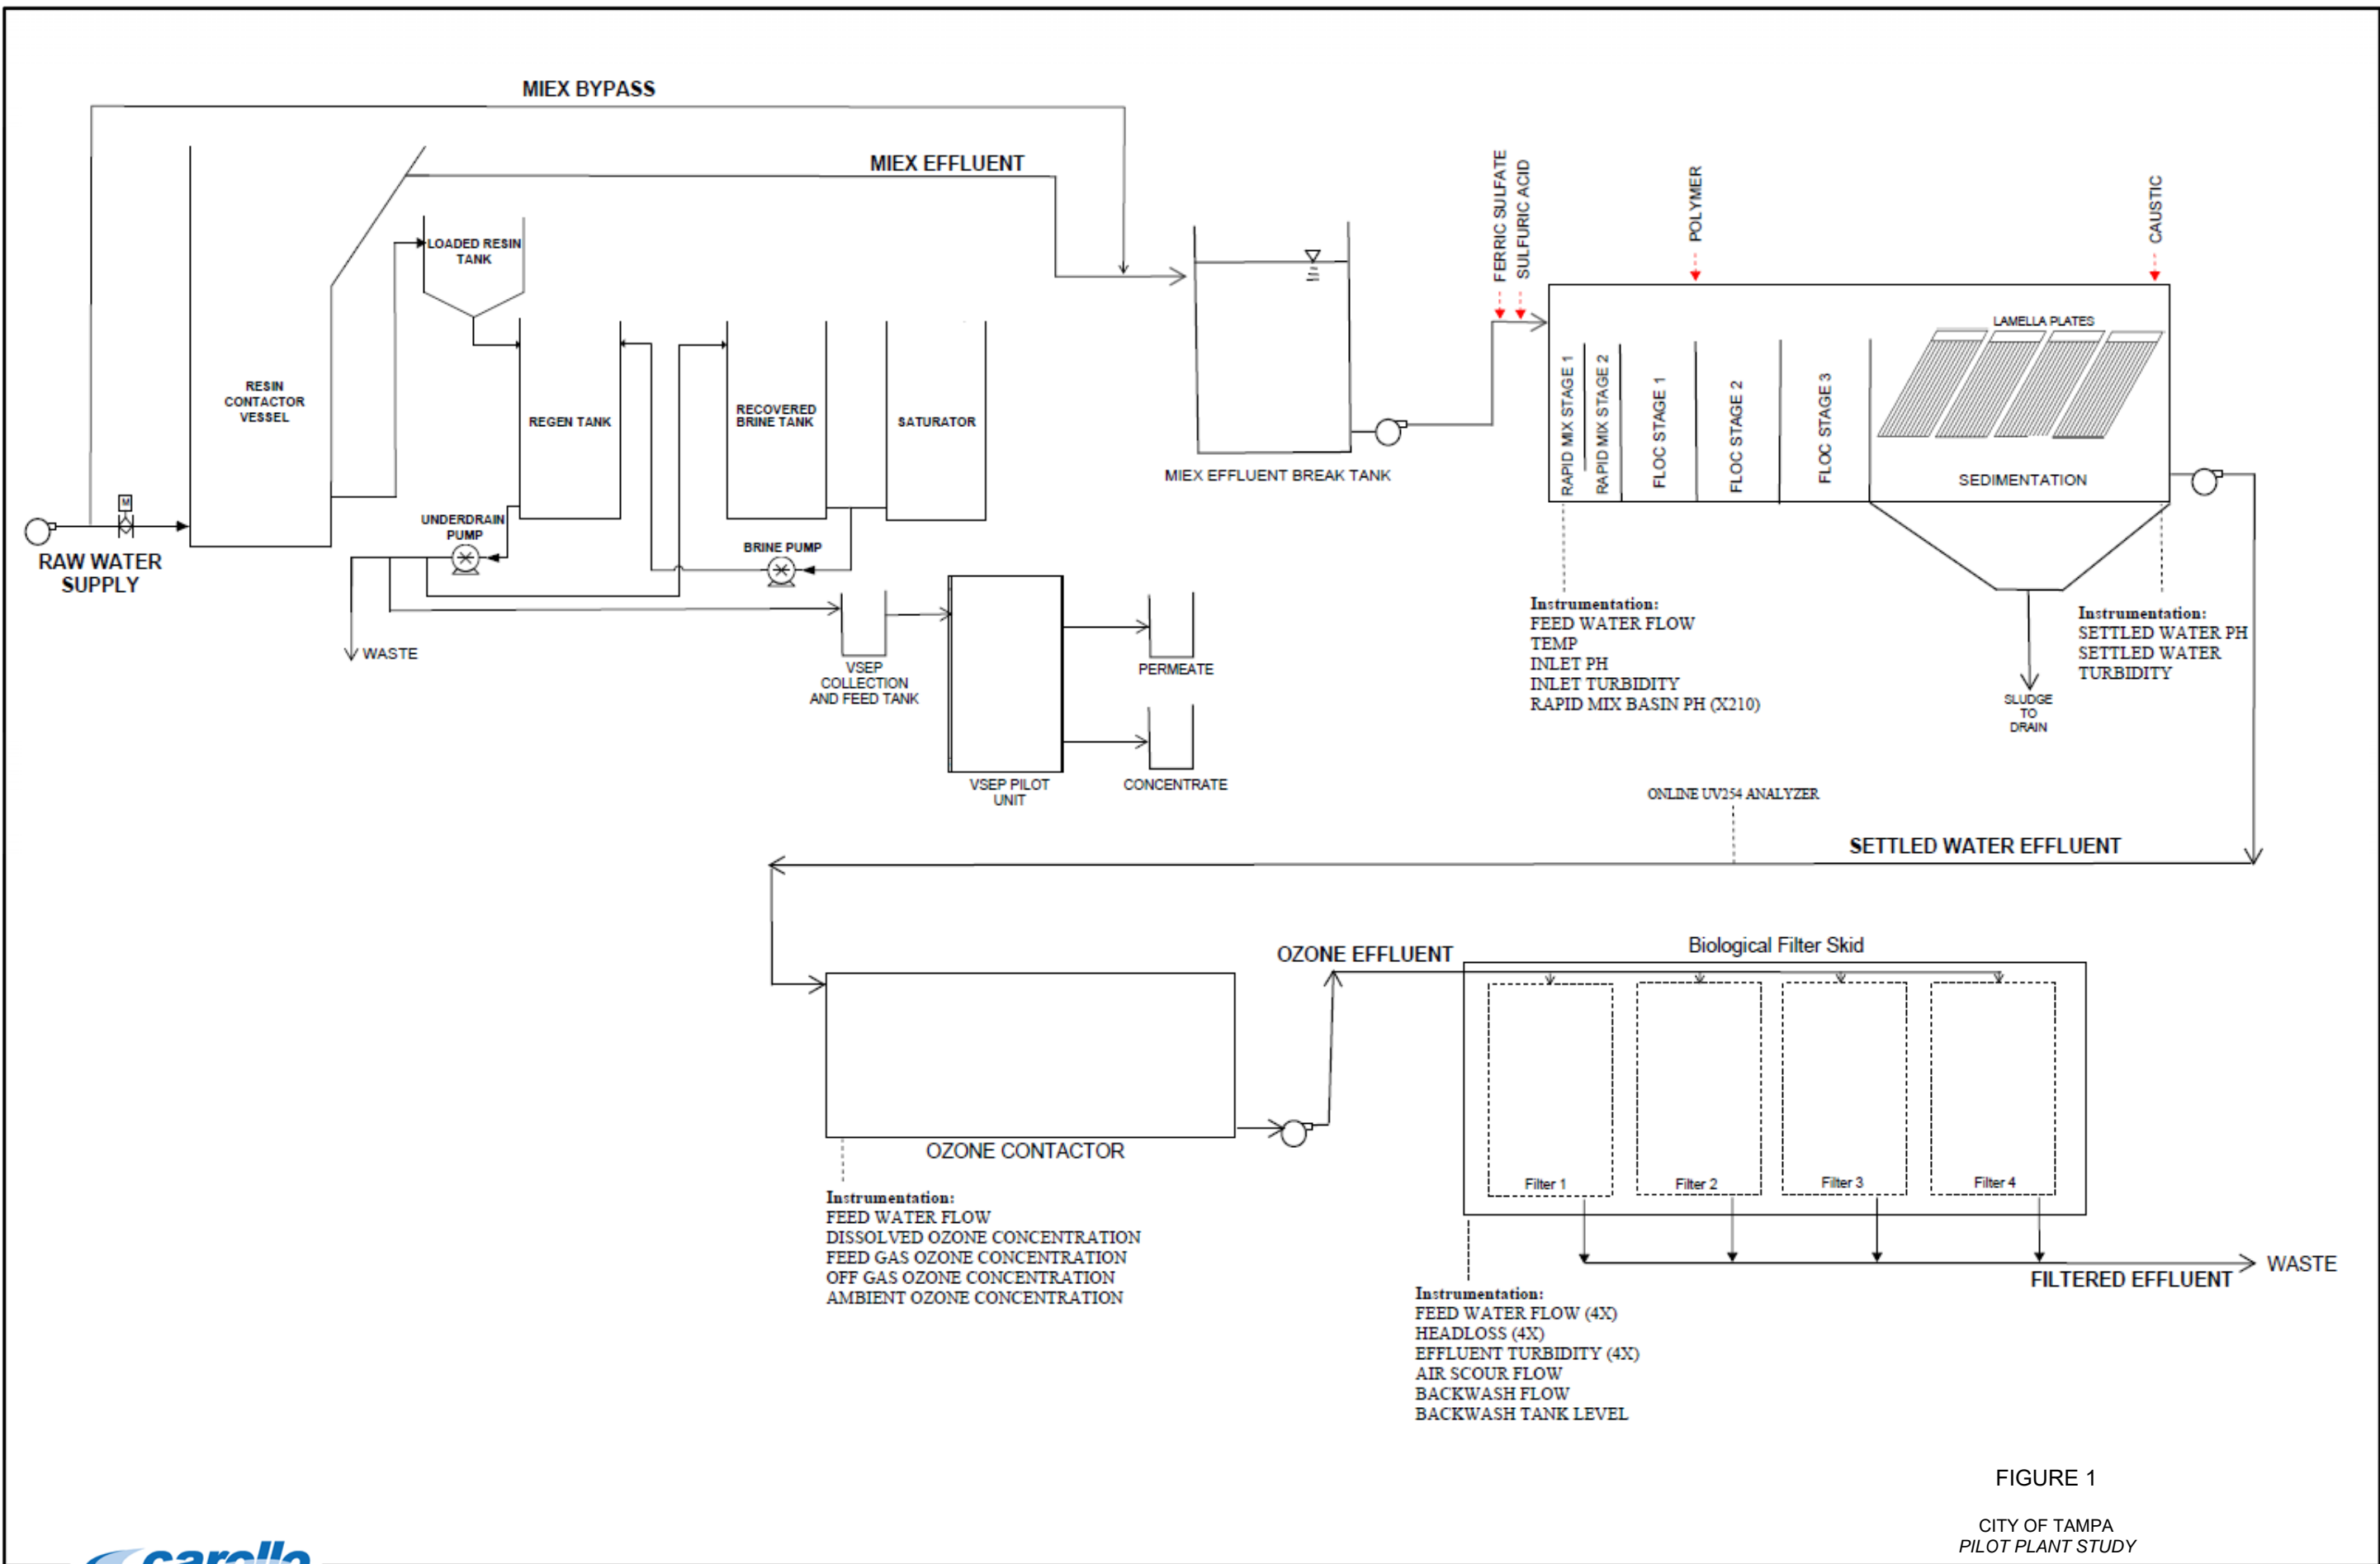 MIEX BYPASS
MIEX EFFLUENT
LOADED RESIN
TANK
RESIN
CONTACTOR
VESSEL
REGEN TANK
RECOVERED
BRINE TANK
SATURATOR
M
RAW WATER
SUPPLY
UNDERDRAIN
PUMP
BRINE PUMP
WASTE
VSEP
COLLECTION
AND FEED TANK
VSEP PILOT
UNIT
PERMEATE
CONCENTRATE
MIEX EFFLUENT BREAK TANK
FERRIC SULFATE
SULFURIC ACID
POLYMER
CAUSTIC
RAPID MIX STAGE 1
RAPID MIX STAGE 2
FLOC STAGE 1
FLOC STAGE 2
FLOC STAGE 3
LAMELLA PLATES
SEDIMENTATION
Instrumentation:
FEED WATER FLOW
TEMP
INLET PH
INLET TURBIDITY
RAPID MIX BASIN PH (X210)
SLUDGE
TO
DRAIN
Instrumentation:
SETTLED WATER PH
SETTLED WATER
TURBIDITY
ONLINE UV254 ANALYZER
SETTLED WATER EFFLUENT
OZONE CONTACTOR
Instrumentation:
FEED WATER FLOW
DISSOLVED OZONE CONCENTRATION
FEED GAS OZONE CONCENTRATION
OFF GAS OZONE CONCENTRATION
AMBIENT OZONE CONCENTRATION
OZONE EFFLUENT
Biological Filter Skid
Filter 1
Filter 2
Filter 3
Filter 4
WASTE
FILTERED EFFLUENT
Instrumentation:
FEED WATER FLOW (4X)
HEADLOSS (4X)
EFFLUENT TURBIDITY (4X)
AIR SCOUR FLOW
BACKWASH FLOW
BACKWASH TANK LEVEL
FIGURE 1
CITY OF TAMPA
PILOT PLANT STUDY
carollo